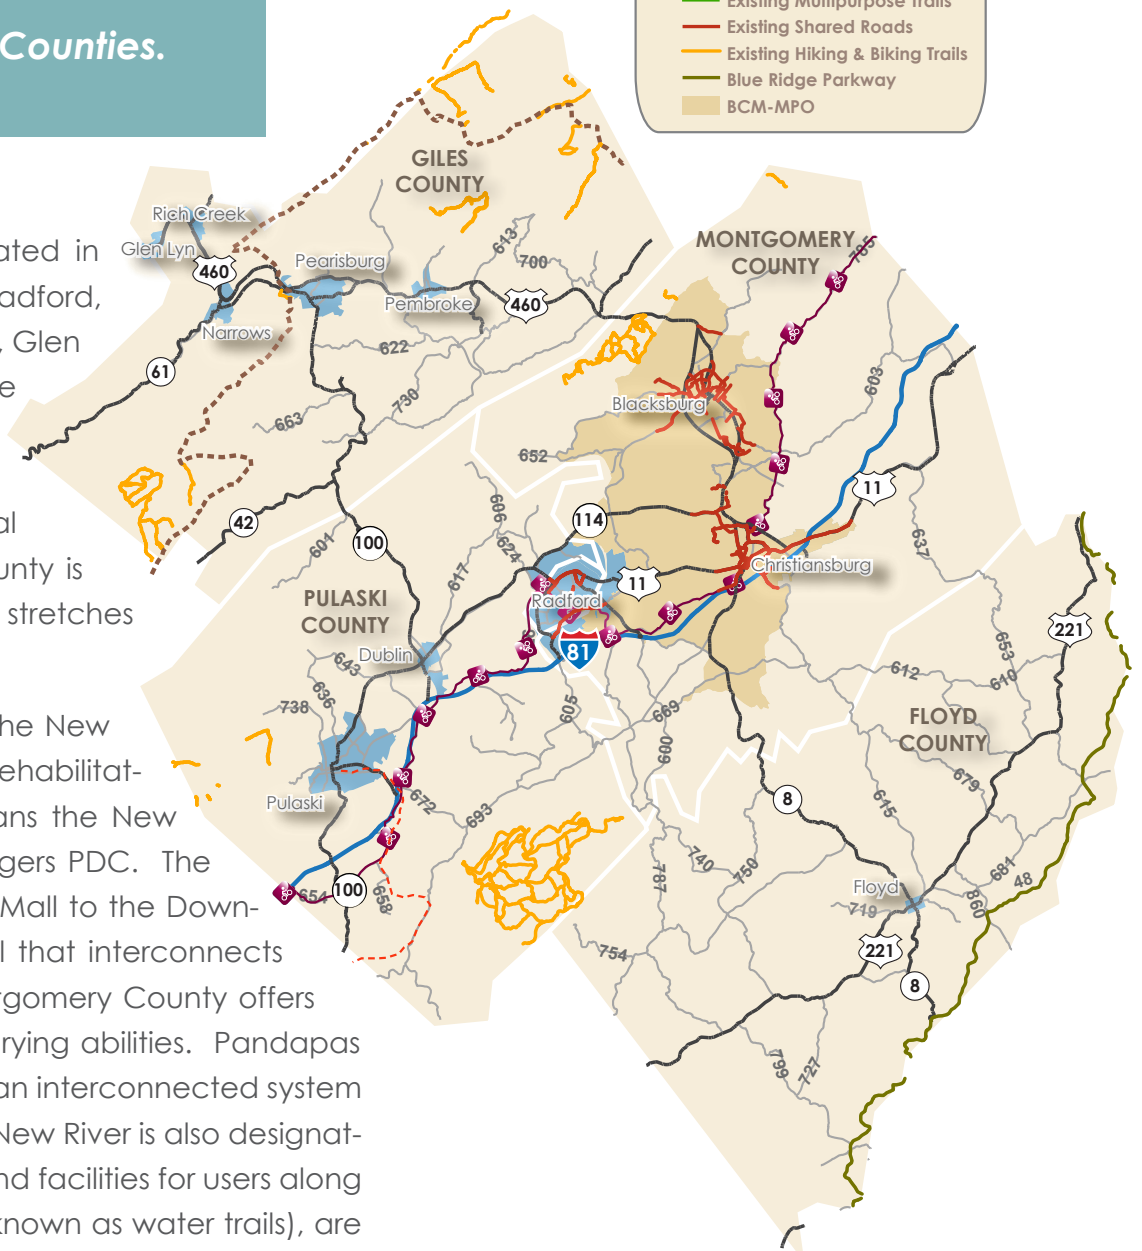 Counties.
Existing Multipurpose Trails
Existing Shared Roads
Existing Hiking & Biking Trails
Blue Ridge Parkway
BCM-MPO
ated in
adford,
, Glen
e
al
unty is
stretches
he New
ehabilitat-
ans the New
gers PDC. The
Mall to the Down-
l that interconnects
tgomery County offers
rying abilities. Pandapas
an interconnected system
New River is also designat-
nd facilities for users along
known as water trails), are
GILES
COUNTY
Rich Creek
Glen Lyn
460
Pearisburg
Pembroke
Narrows
613
700
460
61
622
730
663
42
MONTGOMERY
COUNTY
785
603
Blacksburg
652
11
114
606
624
601
100
617
11
Christiansburg
637
PULASKI
COUNTY
Radford
81
Dublin
643
636
738
605
669
600
612
653
610
221
FLOYD
COUNTY
679
Pulaski
672
693
8
615
740
750
787
681
48
654
100
658
Floyd
719
860
754
221
8
799
727